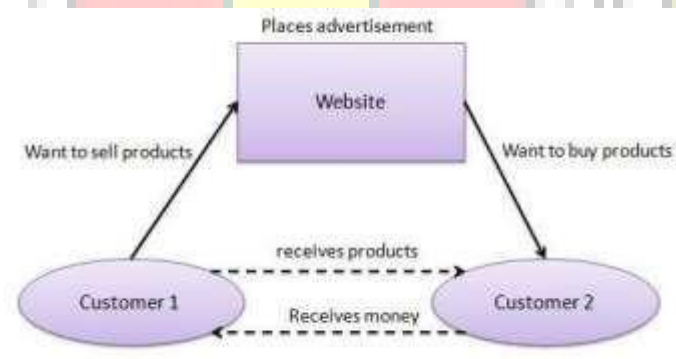 Places advertisement
Website
Want to sell products
Want to buy products
receives products
Customer 1
Customer 2
Receives money